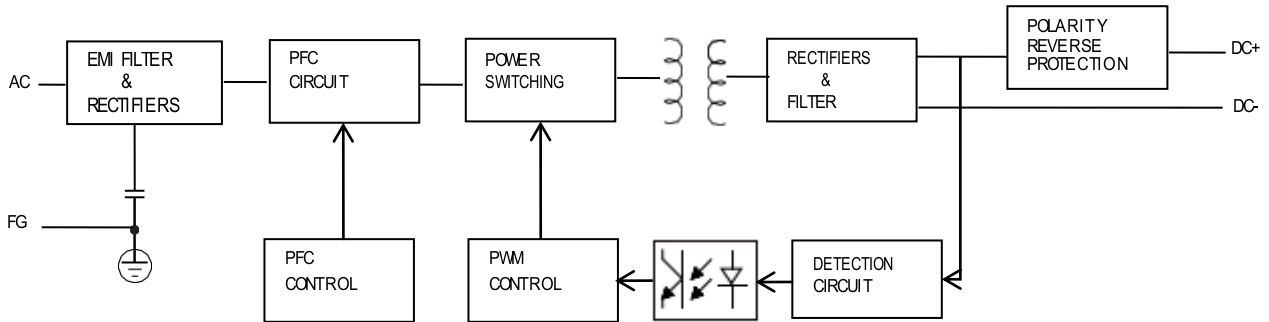 AC
EMI FILTER
&
RECTIFIERS
PFC
CIRCUIT
POWER
SWITCHING
RECTIFIERS
&
FILTER
POLARITY
REVERSE
PROTECTION
DC+
DC-
FG
PFC
CONTROL
PWM
CONTROL
DETECTION
CIRCUIT